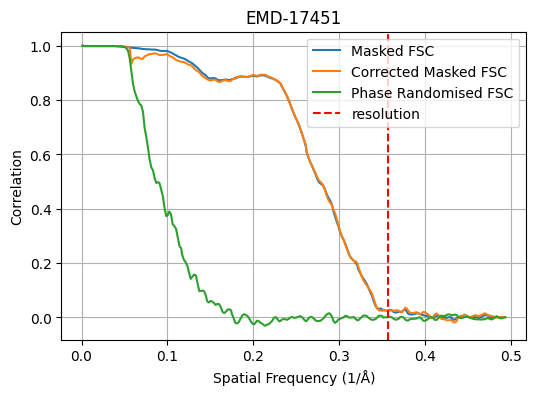 EMD-17451
Masked FSC
Corrected Masked FSC
Phase Randomised FSC
resolution
Correlation
1.0
0.8
0.6
0.4
0.2
0.0
0.0 0.1 0.2 0.3 0.4 0.5
Spatial Frequency (1/Å)